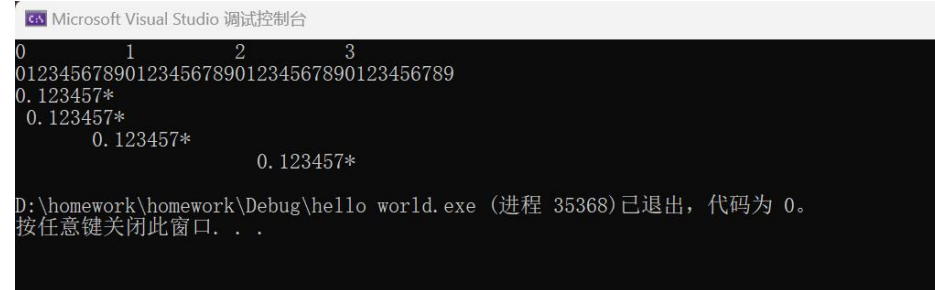 Microsoft Visual Studio 调试控制台
0         1         2         3
0123456789012345678901234567890123456789
0.123457*
 0.123457*
       0.123457*
                      0.123457*
D:\homework\homework\Debug\hello world.exe (进程 35368)已退出，代码为 0。
按任意键关闭此窗口. . .